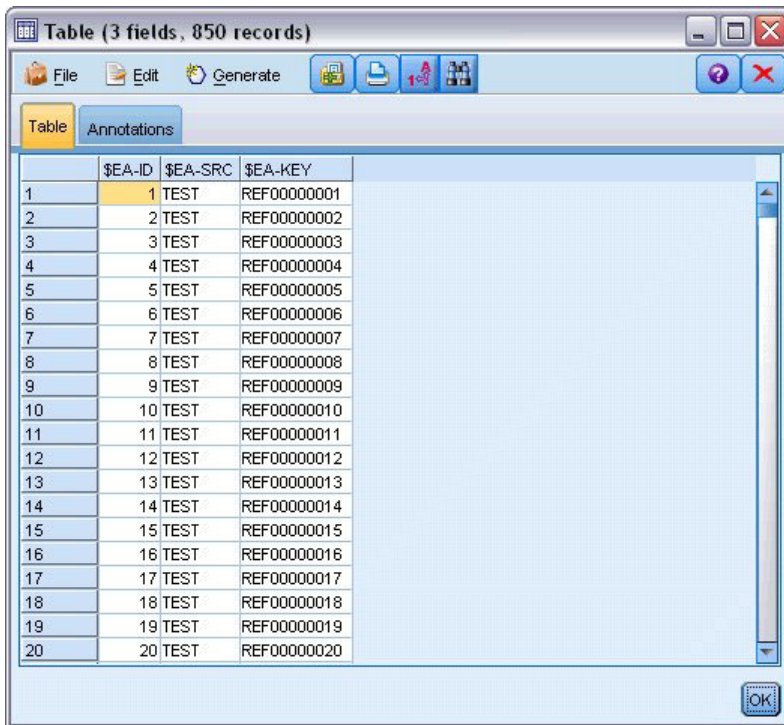 Table (3 fields, 850 records)
File Edit Generate
Table Annotations
$EA-ID $EA-SRC $EA-KEY
1 1 TEST REF00000001
2 2 TEST REF00000002
3 3 TEST REF00000003
4 4 TEST REF00000004
5 5 TEST REF00000005
6 6 TEST REF00000006
7 7 TEST REF00000007
8 8 TEST REF00000008
9 9 TEST REF00000009
10 10 TEST REF00000010
11 11 TEST REF00000011
12 12 TEST REF00000012
13 13 TEST REF00000013
14 14 TEST REF00000014
15 15 TEST REF00000015
16 16 TEST REF00000016
17 17 TEST REF00000017
18 18 TEST REF00000018
19 19 TEST REF00000019
20 20 TEST REF00000020
OK